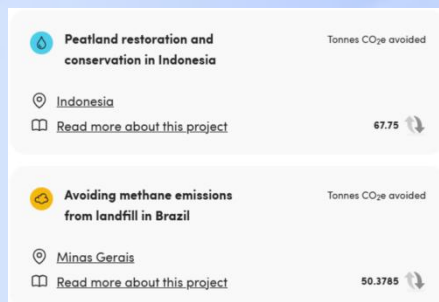 Peatland restoration and
conservation in Indonesia
Tonnes CO₂e avoided
Indonesia
Read more about this project
67.75
Avoiding methane emissions
from landfill in Brazil
Tonnes CO₂e avoided
Minas Gerais
Read more about this project
50.3785